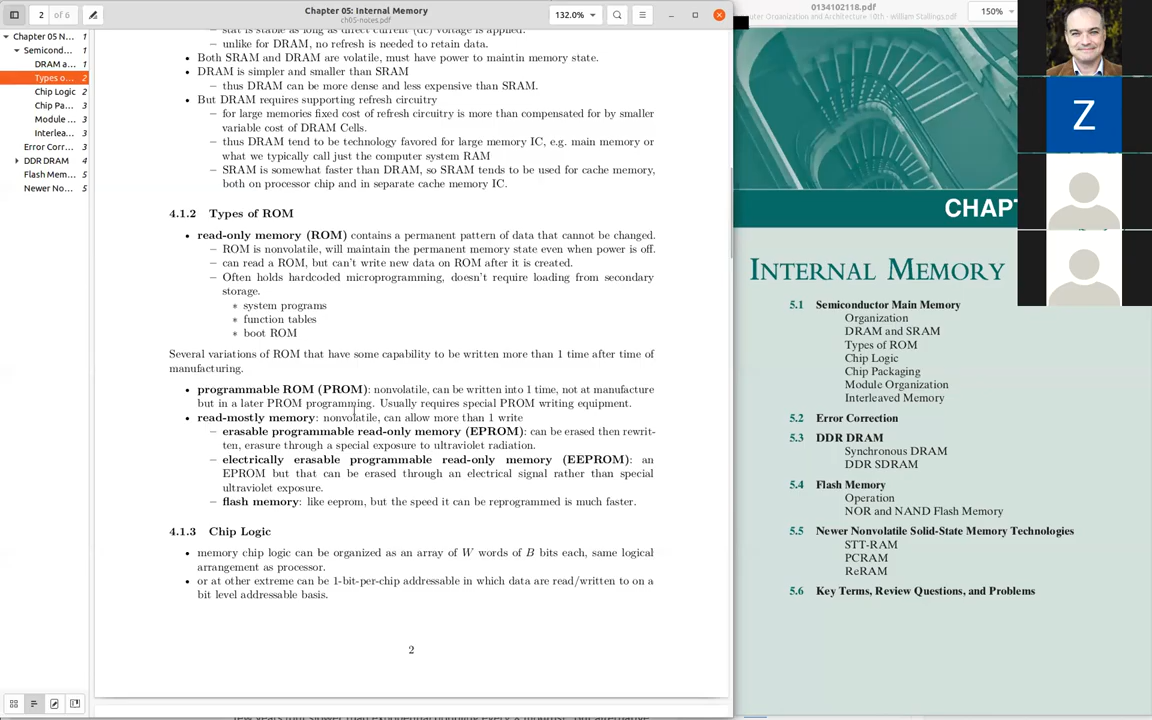 2 of 6
Chapter 05: Internal Memory
ch05-notes.pdf
132.0%
0134102118.pdf
uter Organization and Architecture 10th - William Stallings
150%
Chapter 05 N...
1
Semicond...
1
DRAM a...
1
Types o...
2
Chip Logic
2
Chip Pa...
3
Module ...
3
Interlea...
3
Error Corr...
3
DDR DRAM
4
Flash Mem...
5
Newer No...
5
– stat is stable as long as direct current (dc) voltage is applied.
– unlike for DRAM, no refresh is needed to retain data.
• Both SRAM and DRAM are volatile, must have power to maintin memory state.
• DRAM is simpler and smaller than SRAM
– thus DRAM can be more dense and less expensive than SRAM.
• But DRAM requires supporting refresh circuitry
– for large memories fixed cost of refresh circuitry is more than compensated for by smaller
variable cost of DRAM Cells.
– thus DRAM tend to be technology favored for large memory IC, e.g. main memory or
what we typically call just the computer system RAM
– SRAM is somewhat faster than DRAM, so SRAM tends to be used for cache memory,
both on processor chip and in separate cache memory IC.
4.1.2 Types of ROM
• read-only memory (ROM) contains a permanent pattern of data that cannot be changed.
– ROM is nonvolatile, will maintain the permanent memory state even when power is off.
– can read a ROM, but can't write new data on ROM after it is created.
– Often holds hardcoded microprogramming, doesn't require loading from secondary
storage.
* system programs
* function tables
* boot ROM
Several variations of ROM that have some capability to be written more than 1 time after time of
manufacturing.
• programmable ROM (PROM): nonvolatile, can be written into 1 time, not at manufacture
but in a later PROM programming. Usually requires special PROM writing equipment.
• read-mostly memory: nonvolatile, can allow more than 1 write
– erasable programmable read-only memory (EPROM): can be erased then rewrit-
ten, erasure through a special exposure to ultraviolet radiation.
– electrically erasable programmable read-only memory (EEPROM): an
EPROM but that can be erased through an electrical signal rather than special
ultraviolet exposure.
– flash memory: like eeprom, but the speed it can be reprogrammed is much faster.
4.1.3 Chip Logic
• memory chip logic can be organized as an array of W words of B bits each, same logical
arrangement as processor.
• or at other extreme can be 1-bit-per-chip addressable in which data are read/written to on a
bit level addressable basis.
2
CHAPT
INTERNAL MEMORY
5.1 Semiconductor Main Memory
Organization
DRAM and SRAM
Types of ROM
Chip Logic
Chip Packaging
Module Organization
Interleaved Memory
5.2 Error Correction
5.3 DDR DRAM
Synchronous DRAM
DDR SDRAM
5.4 Flash Memory
Operation
NOR and NAND Flash Memory
5.5 Newer Nonvolatile Solid-State Memory Technologies
STT-RAM
PCRAM
ReRAM
5.6 Key Terms, Review Questions, and Problems
Z